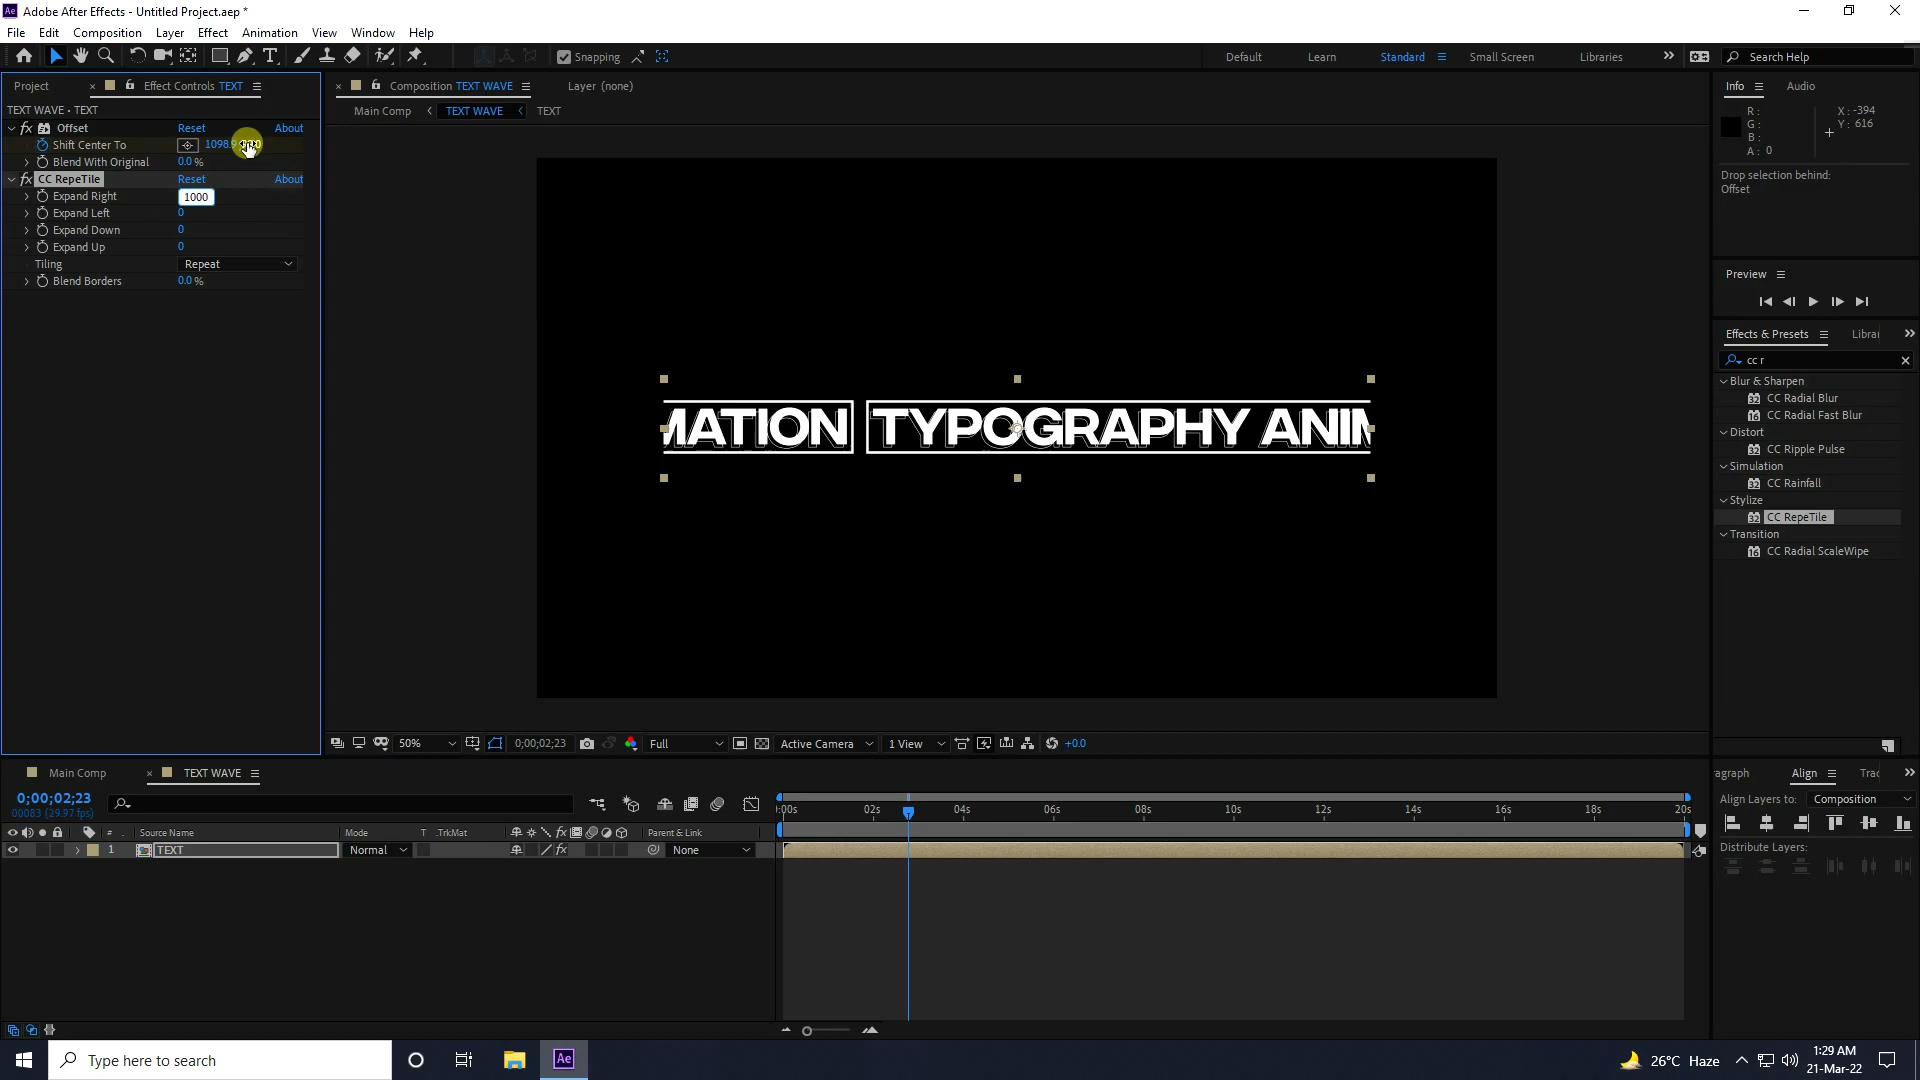 Adobe After Effects - Untitled Project.aep *
File Edit Composition Layer Effect Animation View Window Help
Snapping
Default Learn Standard Small Screen Libraries Search Help
Project Effect Controls TEXT
TEXT WAVE • TEXT
Offset Reset About
Shift Center To
Blend With Original 0.0 %
CC RepeTile Reset About
Expand Right 1000
Expand Left 0
Expand Down 0
Expand Up 0
Tiling Repeat
Blend Borders 0.0 %
Composition TEXT WAVE Layer (none)
Main Comp TEXT WAVE TEXT
MATION TYPOGRAPHY ANIM
50% 0;00;02;23 Full Active Camera 1 View +0.0
Info Audio
R :
G :
B :
A : 0
X : -394
Y : 616
Drop selection behind:
Offset
Preview
Effects & Presets Librar
cc r
Blur & Sharpen
CC Radial Blur
CC Radial Fast Blur
Distort
CC Ripple Pulse
Simulation
CC Rainfall
Stylize
CC RepeTile
Transition
CC Radial ScaleWipe
Main Comp TEXT WAVE
0;00;02;23
00083 (29.97 fps)
# Source Name Mode T .TrkMat Parent & Link
1 TEXT Normal None
:00s 02s 04s 06s 08s 10s 12s 14s 16s 18s 20s
ragraph Align Trac
Align Layers to: Composition
Distribute Layers:
Type here to search
Ae
26°C Haze
1:29 AM
21-Mar-22